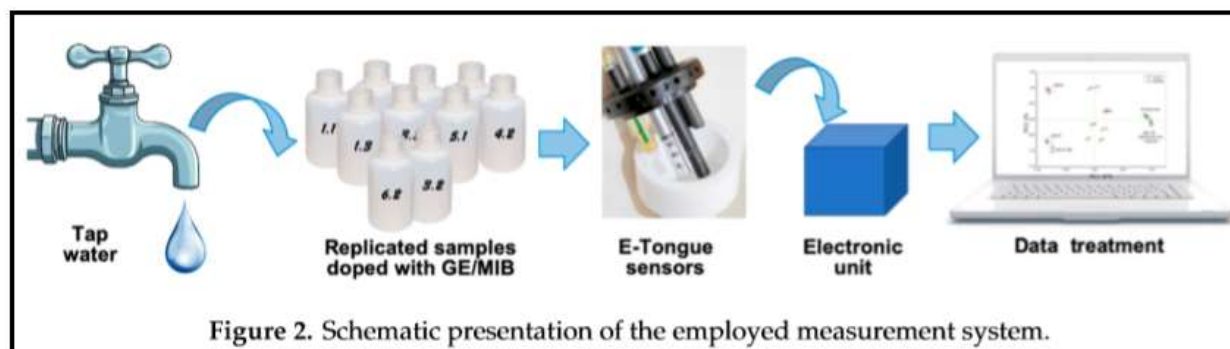 1.1
1.3
5.1
4.2
6.2
3.2
Tap
water
Replicated samples
doped with GE/MIB
E-Tongue
sensors
Electronic
unit
Data treatment
Figure 2. Schematic presentation of the employed measurement system.